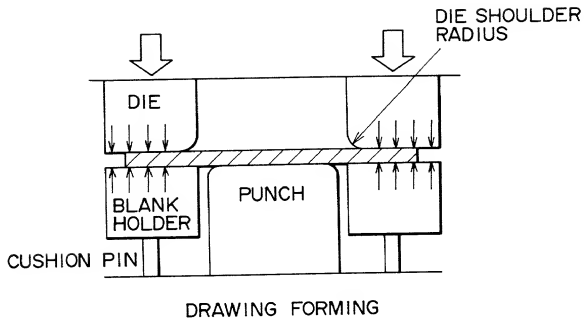 DIE SHOULDER
RADIUS
DIE
BLANK
HOLDER
PUNCH
CUSHION PIN
DRAWING FORMING